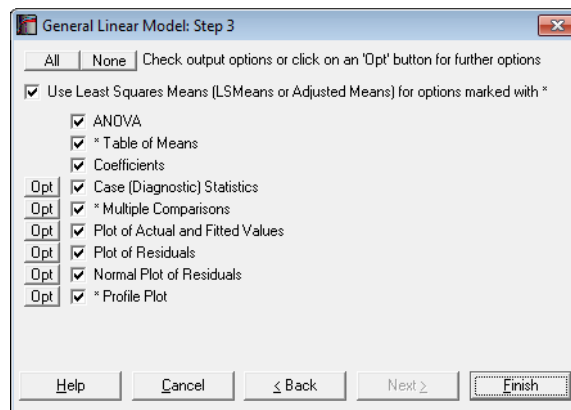 General Linear Model: Step 3
All None Check output options or click on an 'Opt' button for further options
Use Least Squares Means (LSMeans or Adjusted Means) for options marked with *
ANOVA
* Table of Means
Coefficients
Opt Case (Diagnostic) Statistics
Opt * Multiple Comparisons
Opt Plot of Actual and Fitted Values
Opt Plot of Residuals
Opt Normal Plot of Residuals
Opt * Profile Plot
Help Cancel < Back Next > Finish